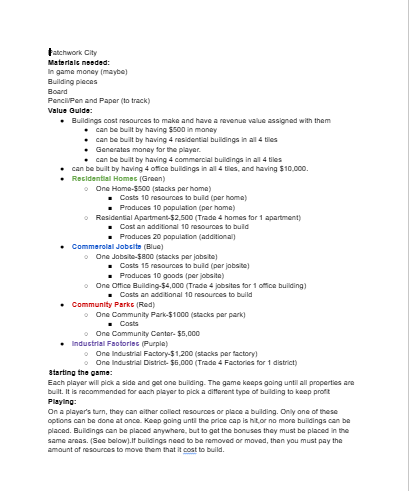 Patchwork City
Materials needed:
In game money (maybe)
Building pieces
Board
Pencil/Pen and Paper (to track)
Value Guide:
● Buildings cost resources to make and have a revenue value assigned with them
● can be built by having $500 in money
● can be built by having 4 residential buildings in all 4 tiles
● Generates money for the player.
● can be built by having 4 commercial buildings in all 4 tiles
● can be built by having 4 office buildings in all 4 tiles, and having $10,000.
● Residential Homes (Green)
○ One Home-$500 (stacks per home)
■ Costs 10 resources to build (per home)
■ Produces 10 population (per home)
○ Residential Apartment-$2,500 (Trade 4 homes for 1 apartment)
■ Cost an additional 10 resources to build
■ Produces 20 population (additional)
● Commercial Jobsite (Blue)
○ One Jobsite-$800 (stacks per jobsite)
■ Costs 15 resources to build (per jobsite)
■ Produces 10 goods (per jobsite)
○ One Office Building-$4,000 (Trade 4 jobsites for 1 office building)
■ Costs an additional 10 resources to build
● Community Parks (Red)
○ One Community Park-$1000 (stacks per park)
■ Costs
○ One Community Center- $5,000
● Industrial Factories (Purple)
○ One Industrial Factory-$1,200 (stacks per factory)
○ One Industrial District- $6,000 (Trade 4 Factories for 1 district)
Starting the game:
Each player will pick a side and get one building. The game keeps going until all properties are
built. It is recommended for each player to pick a different type of building to keep profit
Playing:
On a player's turn, they can either collect resources or place a building. Only one of these
options can be done at once. Keep going until the price cap is hit,or no more buildings can be
placed. Buildings can be placed anywhere, but to get the bonuses they must be placed in the
same areas. (See below).If buildings need to be removed or moved, then you must pay the
amount of resources to move them that it cost to build.